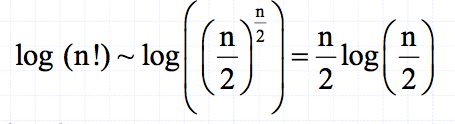 log (n!) ~ log((n/2)^(n/2)) = n/2 log(n/2)